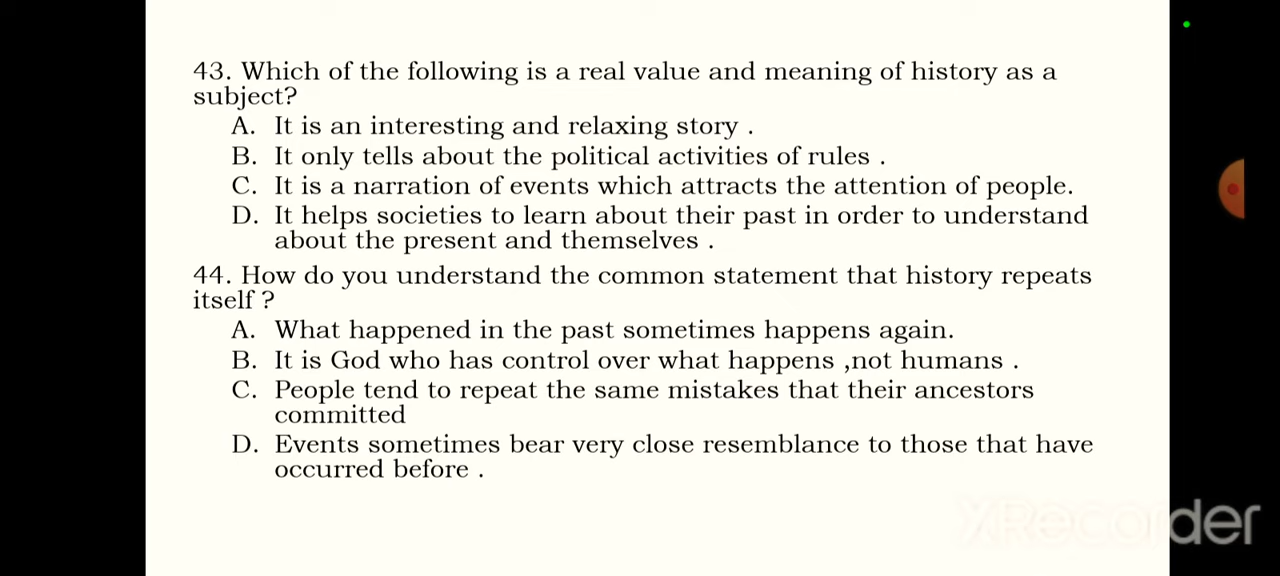 43. Which of the following is a real value and meaning of history as a
subject?
A. It is an interesting and relaxing story .
B. It only tells about the political activities of rules .
C. It is a narration of events which attracts the attention of people.
D. It helps societies to learn about their past in order to understand
about the present and themselves .
44. How do you understand the common statement that history repeats
itself ?
A. What happened in the past sometimes happens again.
B. It is God who has control over what happens ,not humans .
C. People tend to repeat the same mistakes that their ancestors
committed
D. Events sometimes bear very close resemblance to those that have
occurred before .
XRecorder